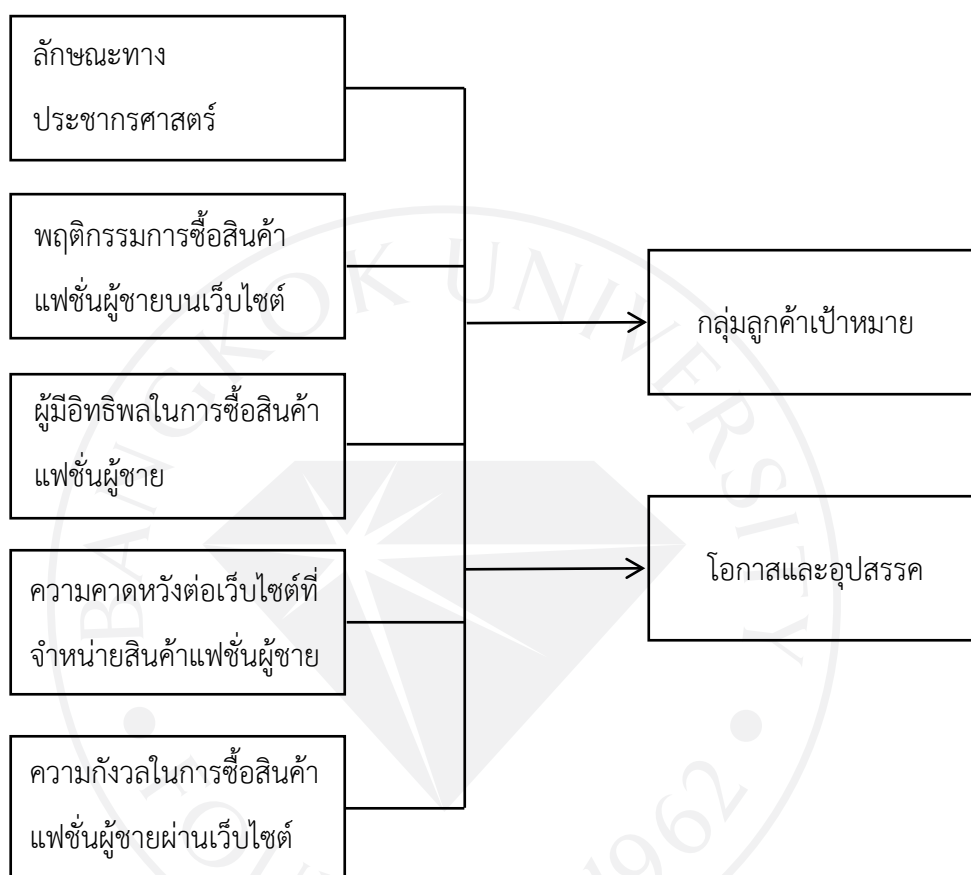 ลักษณะทาง
ประชากรศาสตร์
พฤติกรรมการซื้อสินค้า
แฟชั่นผู้ชายบนเว็บไซต์
ผู้มีอิทธิพลในการซื้อสินค้า
แฟชั่นผู้ชาย
ความคาดหวังต่อเว็บไซต์ที่
จำหน่ายสินค้าแฟชั่นผู้ชาย
ความกังวลในการซื้อสินค้า
แฟชั่นผู้ชายผ่านเว็บไซต์
กลุ่มลูกค้าเป้าหมาย
โอกาสและอุปสรรค
BANGKOK UNIVERSITY
1962